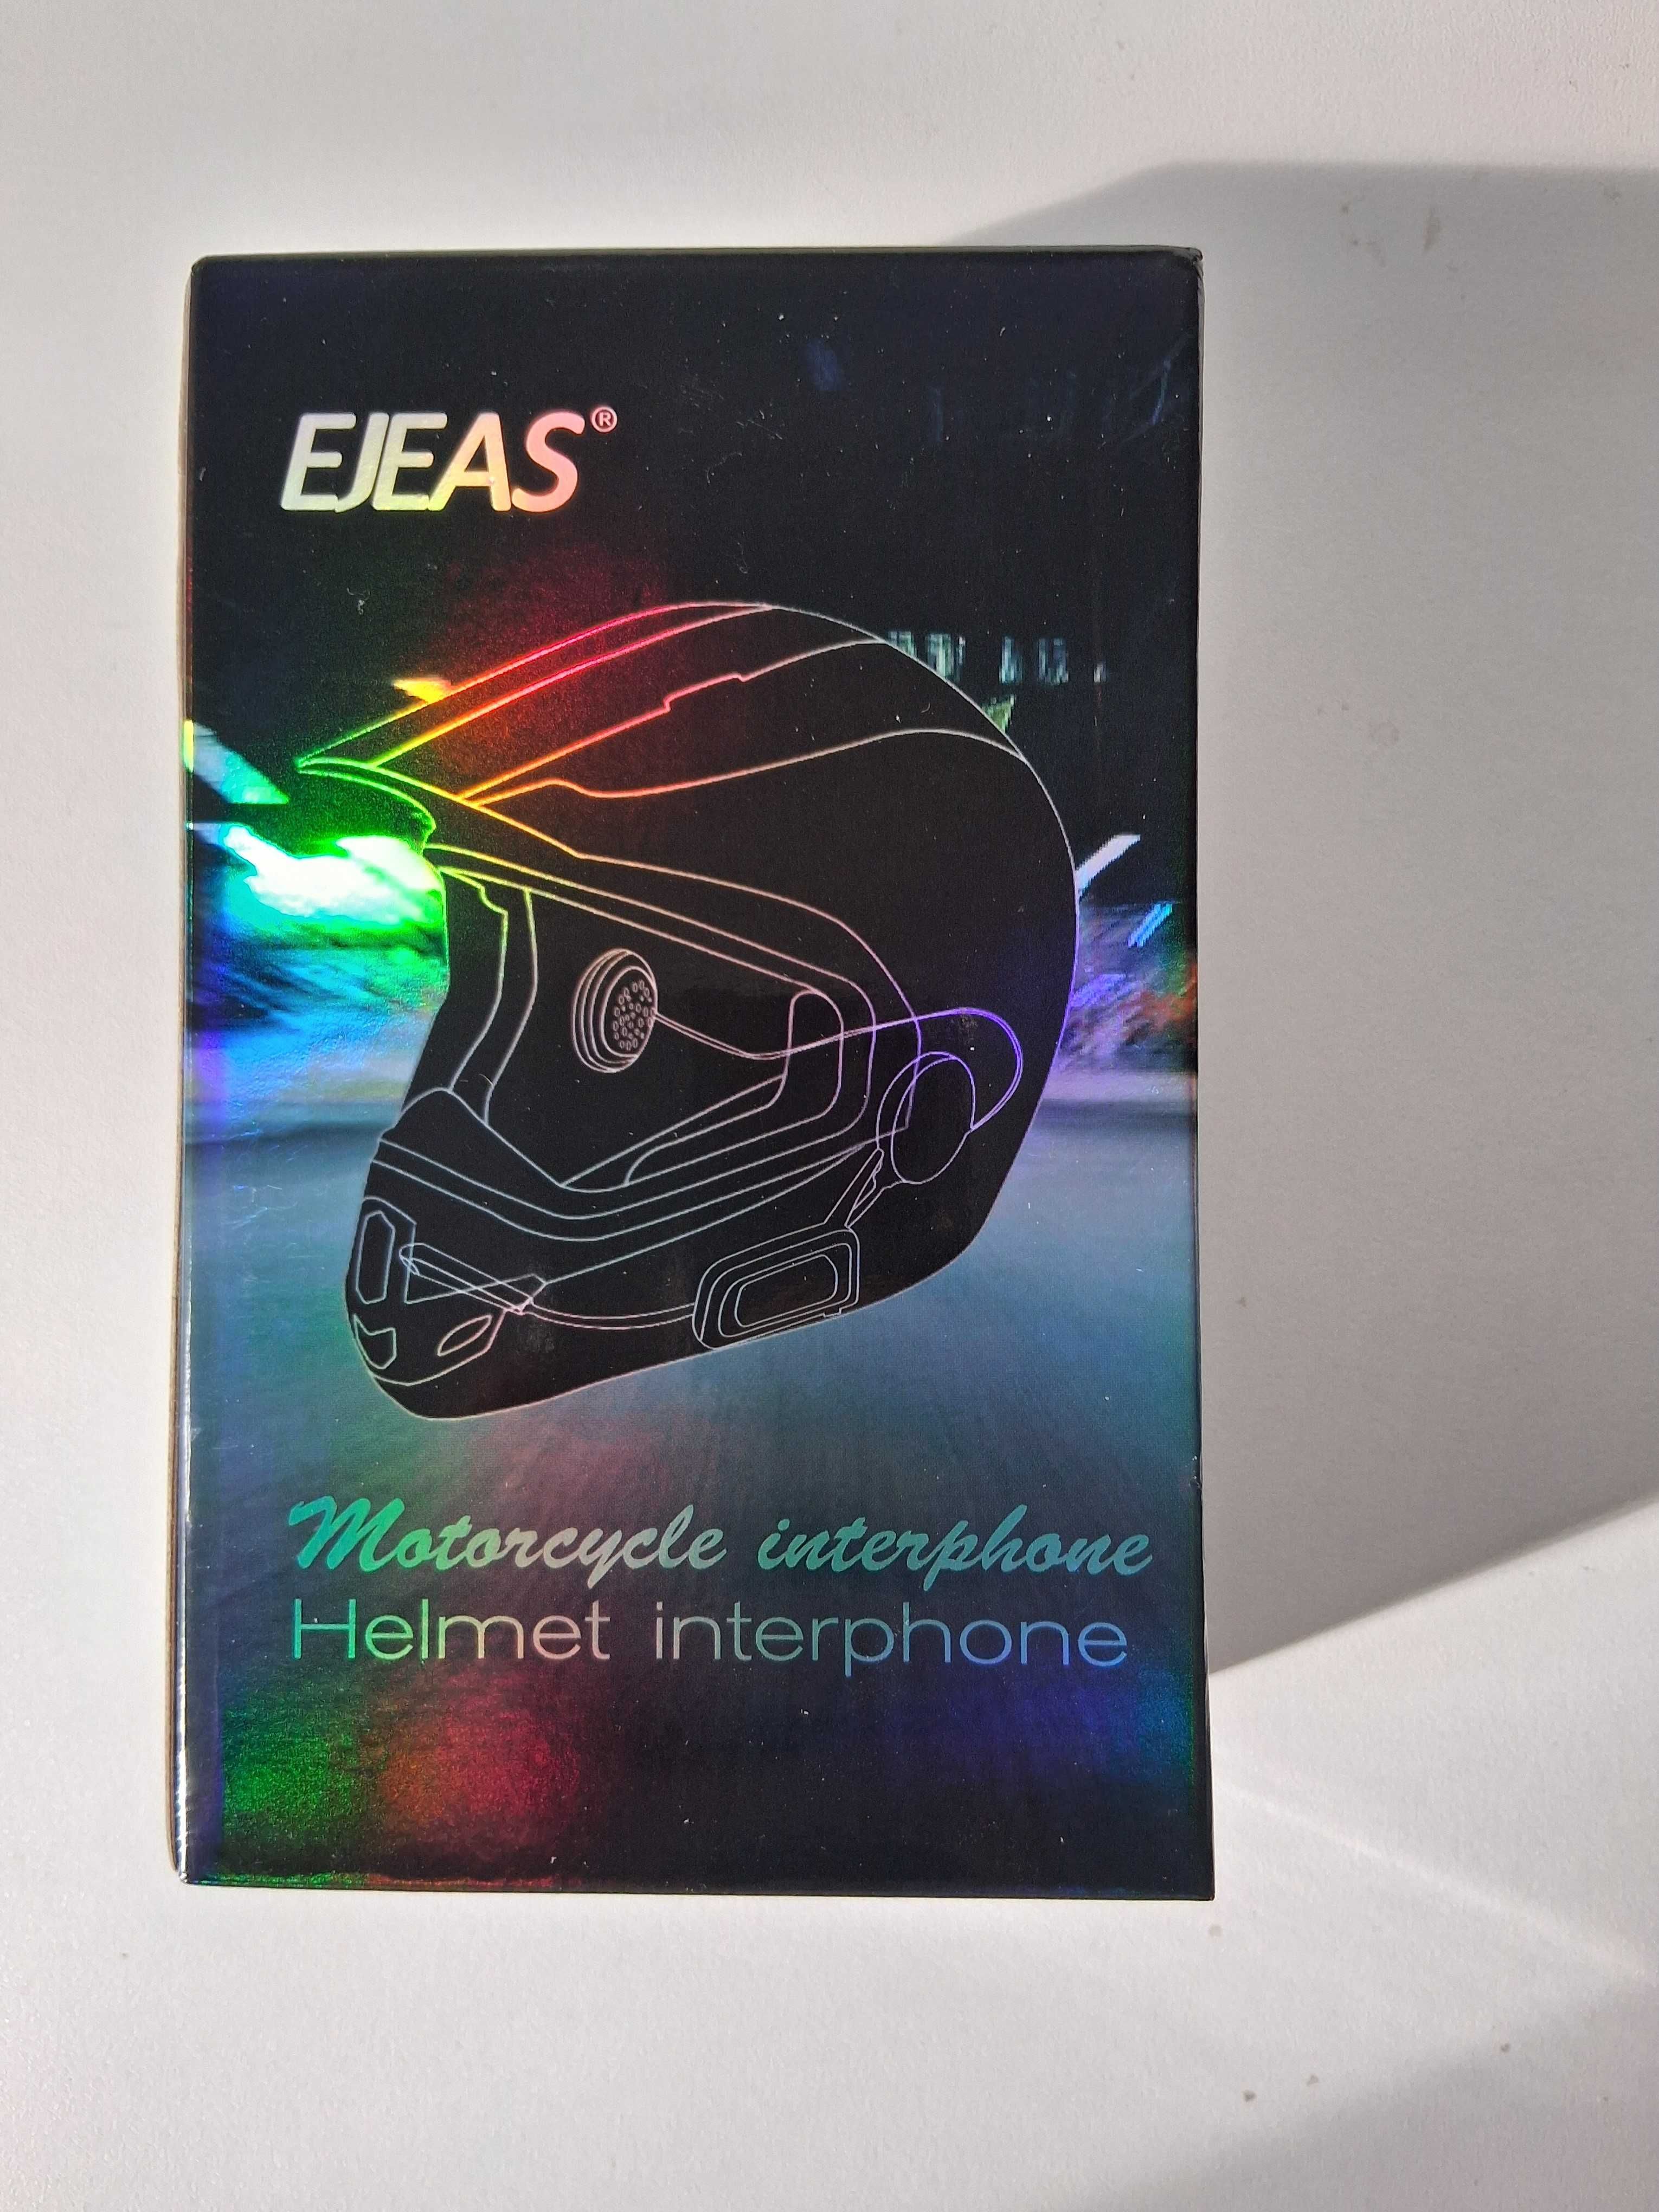 EJEAS®
Motorcycle interphone
Helmet interphone